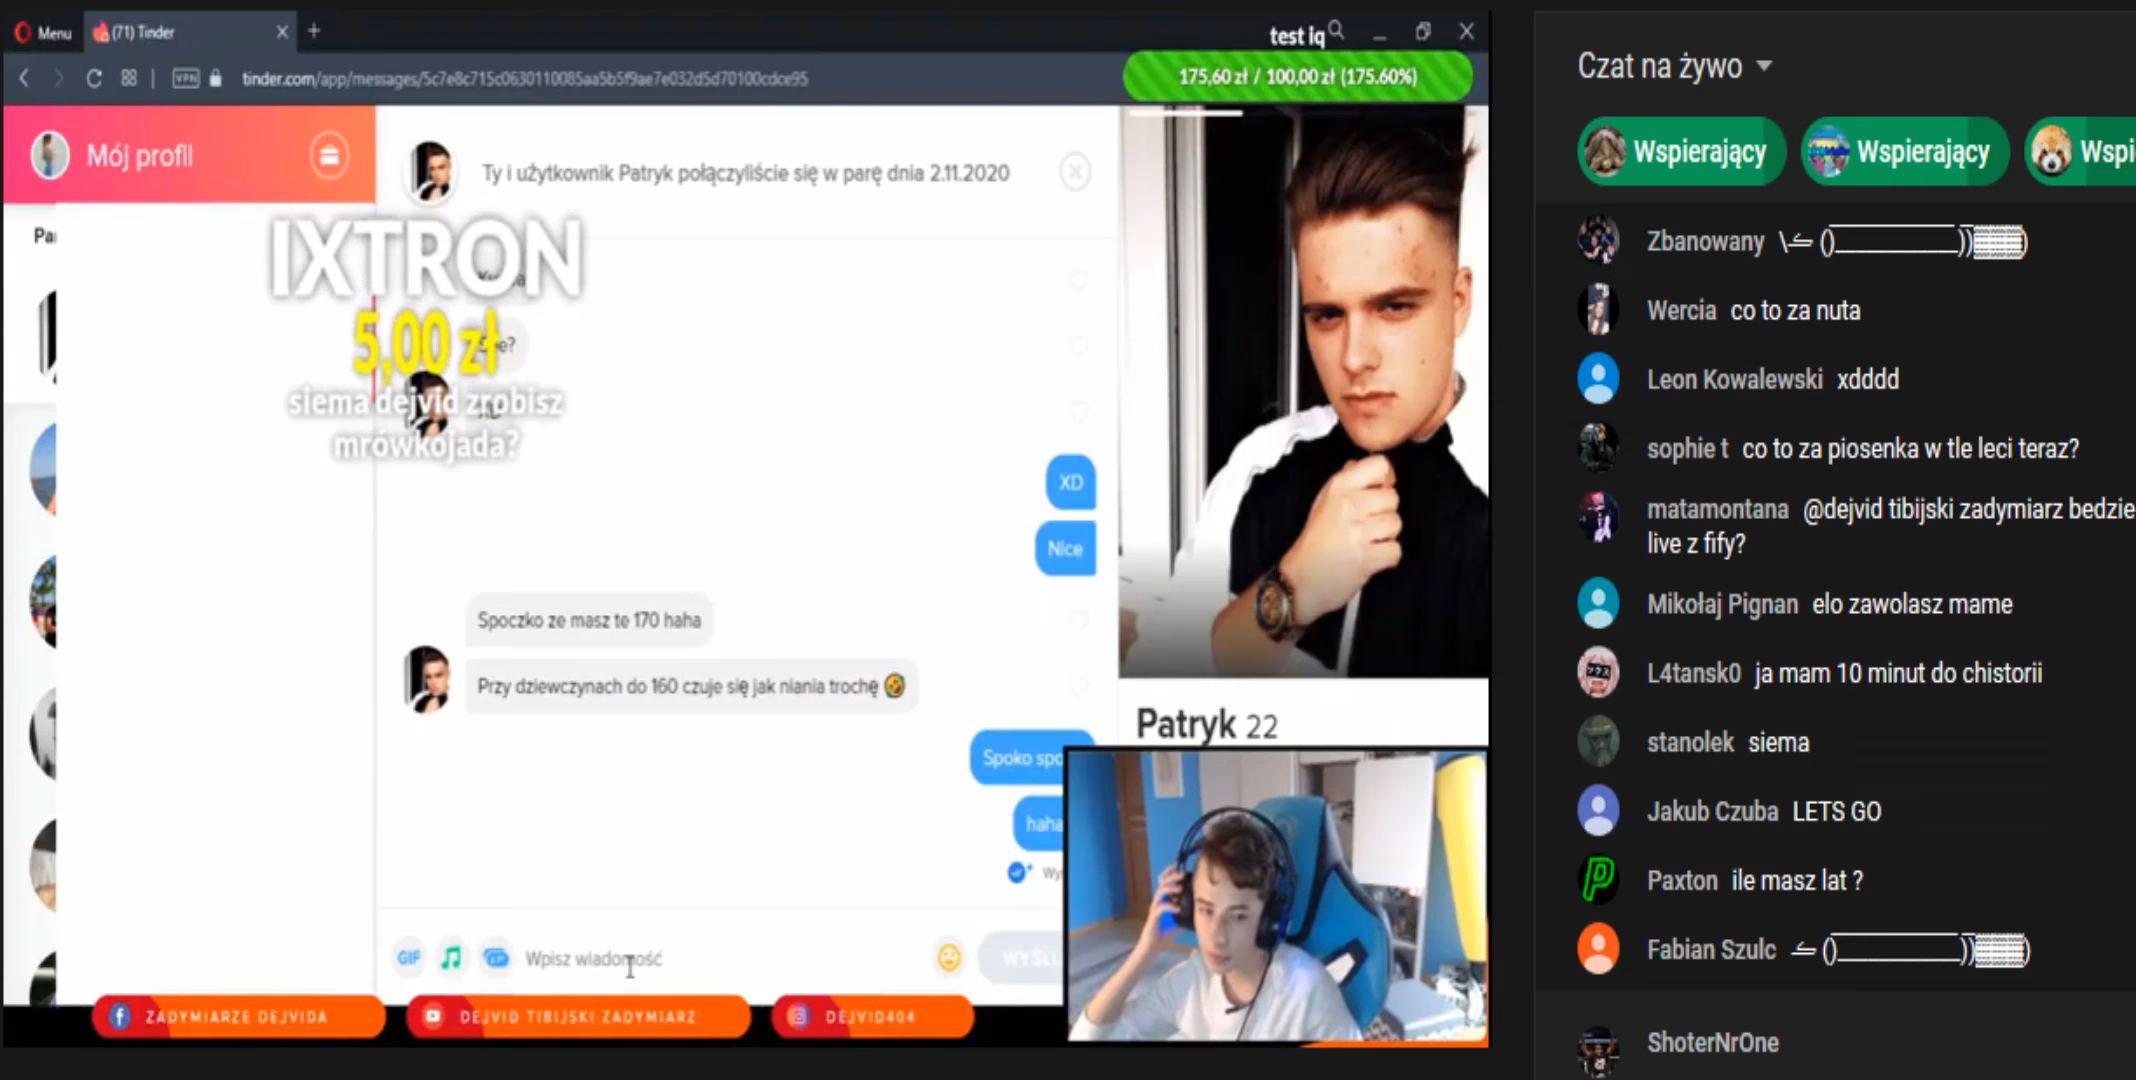 Menu
(71) Tinder
test iq
tinder.com/app/messages/5c7e8c715c0630110085aa5b5f9ae7e032d5d70100cdce95
175,60 zł / 100,00 zł (175.60%)
Mój profil
Ty i użytkownik Patryk połączyliście się w parę dnia 2.11.2020
IXTRON
5,00 zł
siema dejvid zrobisz
mrówkojada?
XD
Nice
Spoczko ze masz te 170 haha
Przy dziewczynach do 160 czuje się jak niania trochę 🤣
Spoko spo
haha
Patryk 22
GIF
Wpisz wiadomość
ZADYMIARZE DEJVIDA
DEJVID TIBIJSKI ZADYMIARZ
DEJVID404
Czat na żywo
Wspierający
Wspierający
Wspi
Zbanowany
Wercia co to za nuta
Leon Kowalewski xdddd
sophie t co to za piosenka w tle leci teraz?
matamontana @dejvid tibijski zadymiarz bedzie
live z fify?
Mikołaj Pignan elo zawolasz mame
L4tansk0 ja mam 10 minut do chistorii
stanolek siema
Jakub Czuba LETS GO
Paxton ile masz lat ?
Fabian Szulc
ShoterNrOne